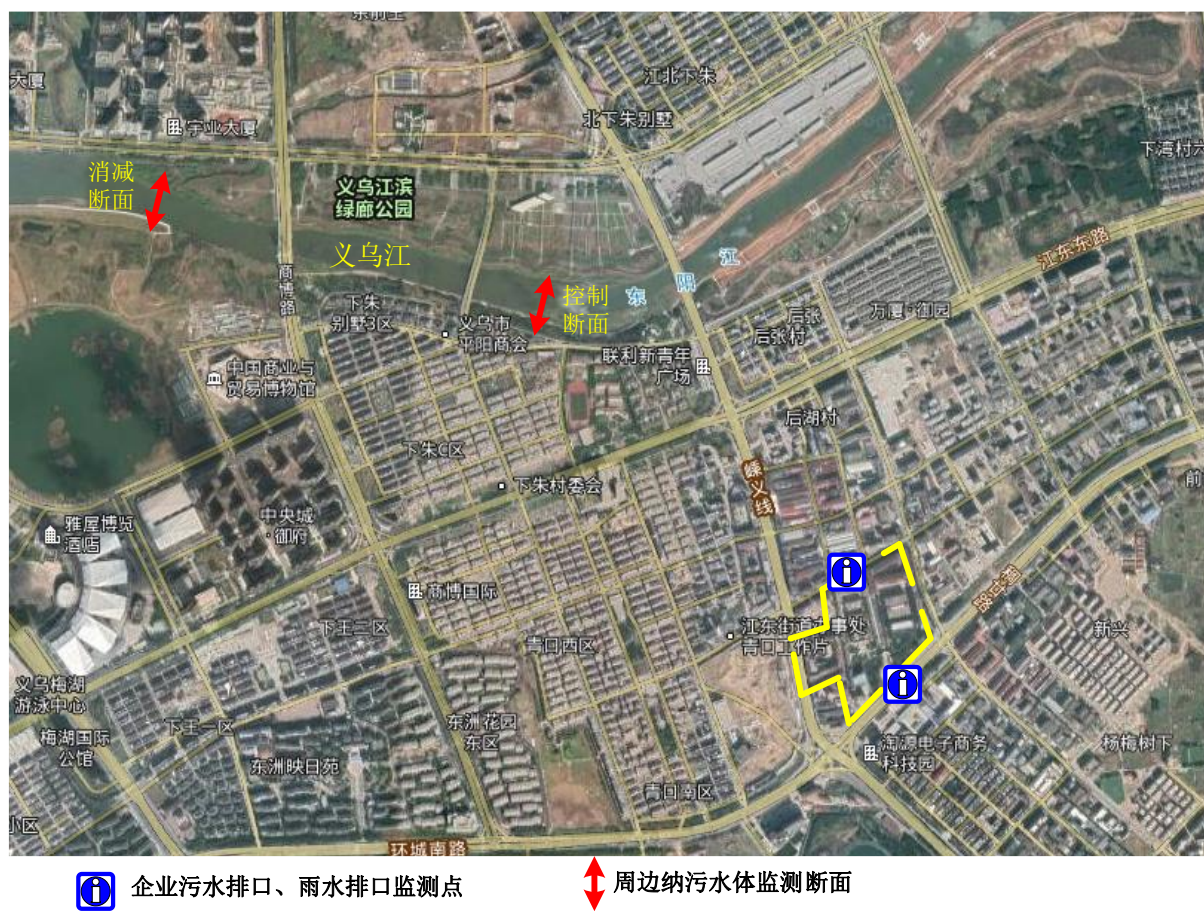 东前王
大厦
江北下朱
宇业大厦
北下朱别墅
下湾村六
消减
断面
义乌江滨
绿廊公园
江东东路
义乌江
江
商博路
阳
控制
断面
东
下朱
别墅3区
后张
后张村
万厦·御园
义乌市
平阳商会
联利新青年
广场
中国商业与
贸易博物馆
后湖村
下朱C区
嵊义线
下朱村委会
前
中央城
·御府
雅屋博览
酒店
商博国际
下王二区
江东街道办事处
青口工作片
新兴
青口西区
义乌梅湖
游泳中心
梅湖国际
公馆
下王一区
东洲花园
东区
淘源电子商务
科技园
杨梅树下
东洲映日苑
青口南区
小区
环城南路
企业污水排口、雨水排口监测点
周边纳污水体监测断面